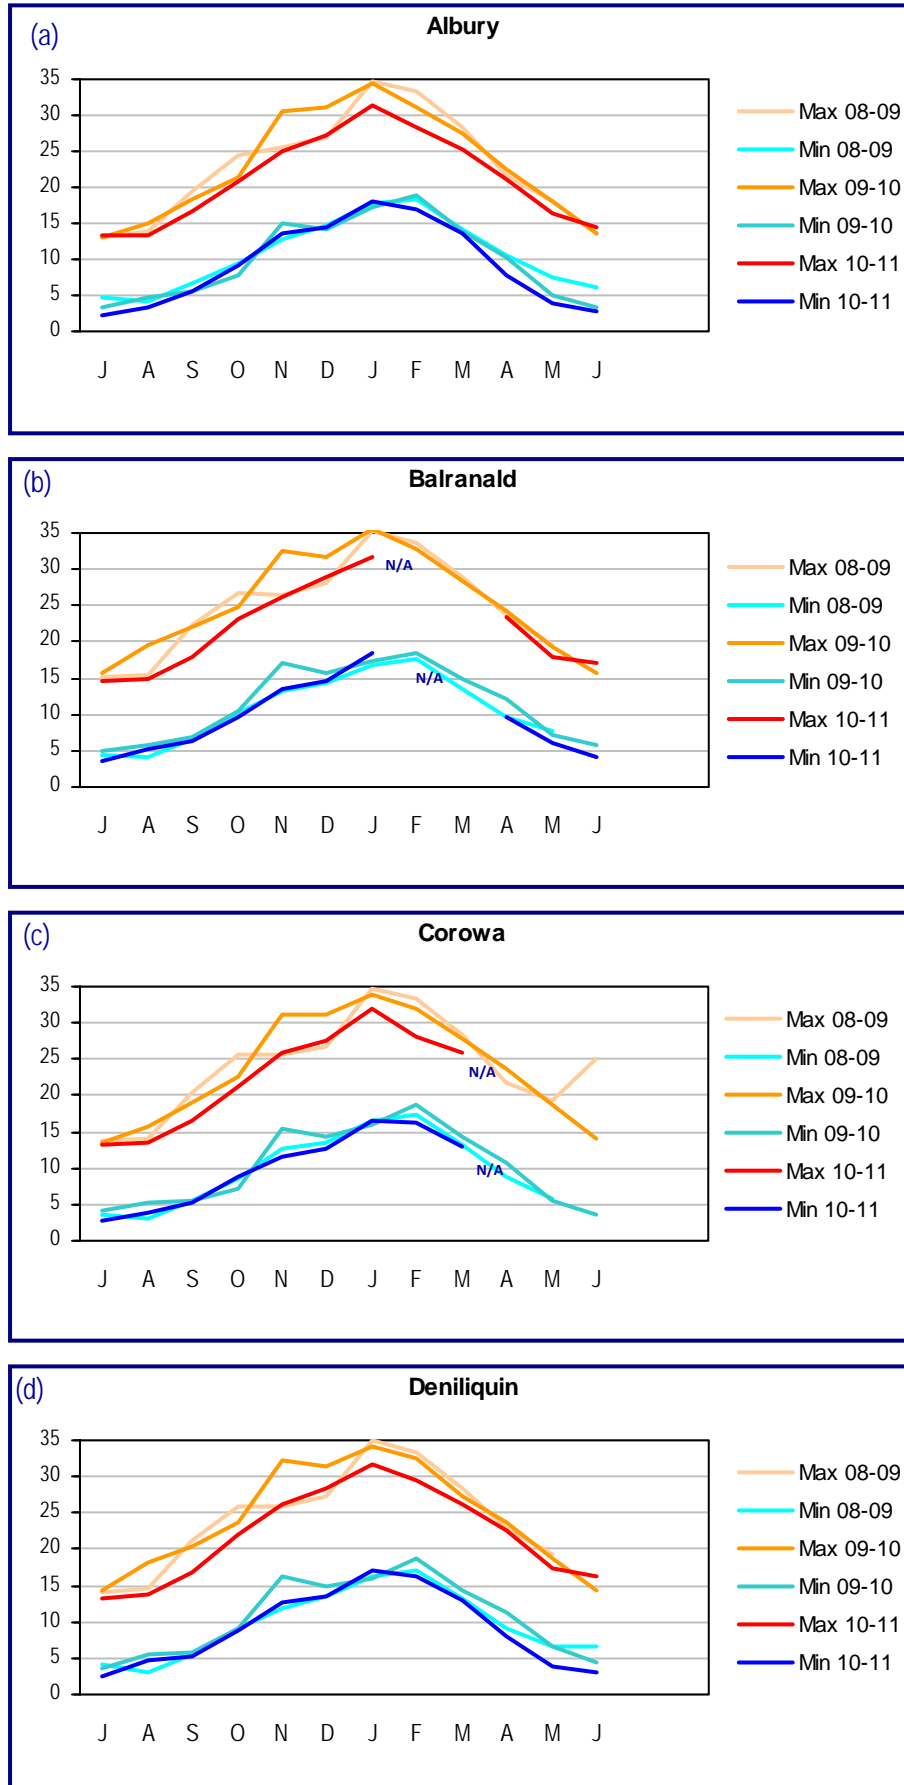 (a)
Albury
35
30
25
20
15
10
5
0
J A S O N D J F M A M J
Max 08-09
Min 08-09
Max 09-10
Min 09-10
Max 10-11
Min 10-11
(b)
Balranald
35
30
25
20
15
10
5
0
N/A
N/A
J A S O N D J F M A M J
Max 08-09
Min 08-09
Max 09-10
Min 09-10
Max 10-11
Min 10-11
(c)
Corowa
35
30
25
20
15
10
5
0
N/A
N/A
J A S O N D J F M A M J
Max 08-09
Min 08-09
Max 09-10
Min 09-10
Max 10-11
Min 10-11
(d)
Deniliquin
35
30
25
20
15
10
5
0
J A S O N D J F M A M J
Max 08-09
Min 08-09
Max 09-10
Min 09-10
Max 10-11
Min 10-11